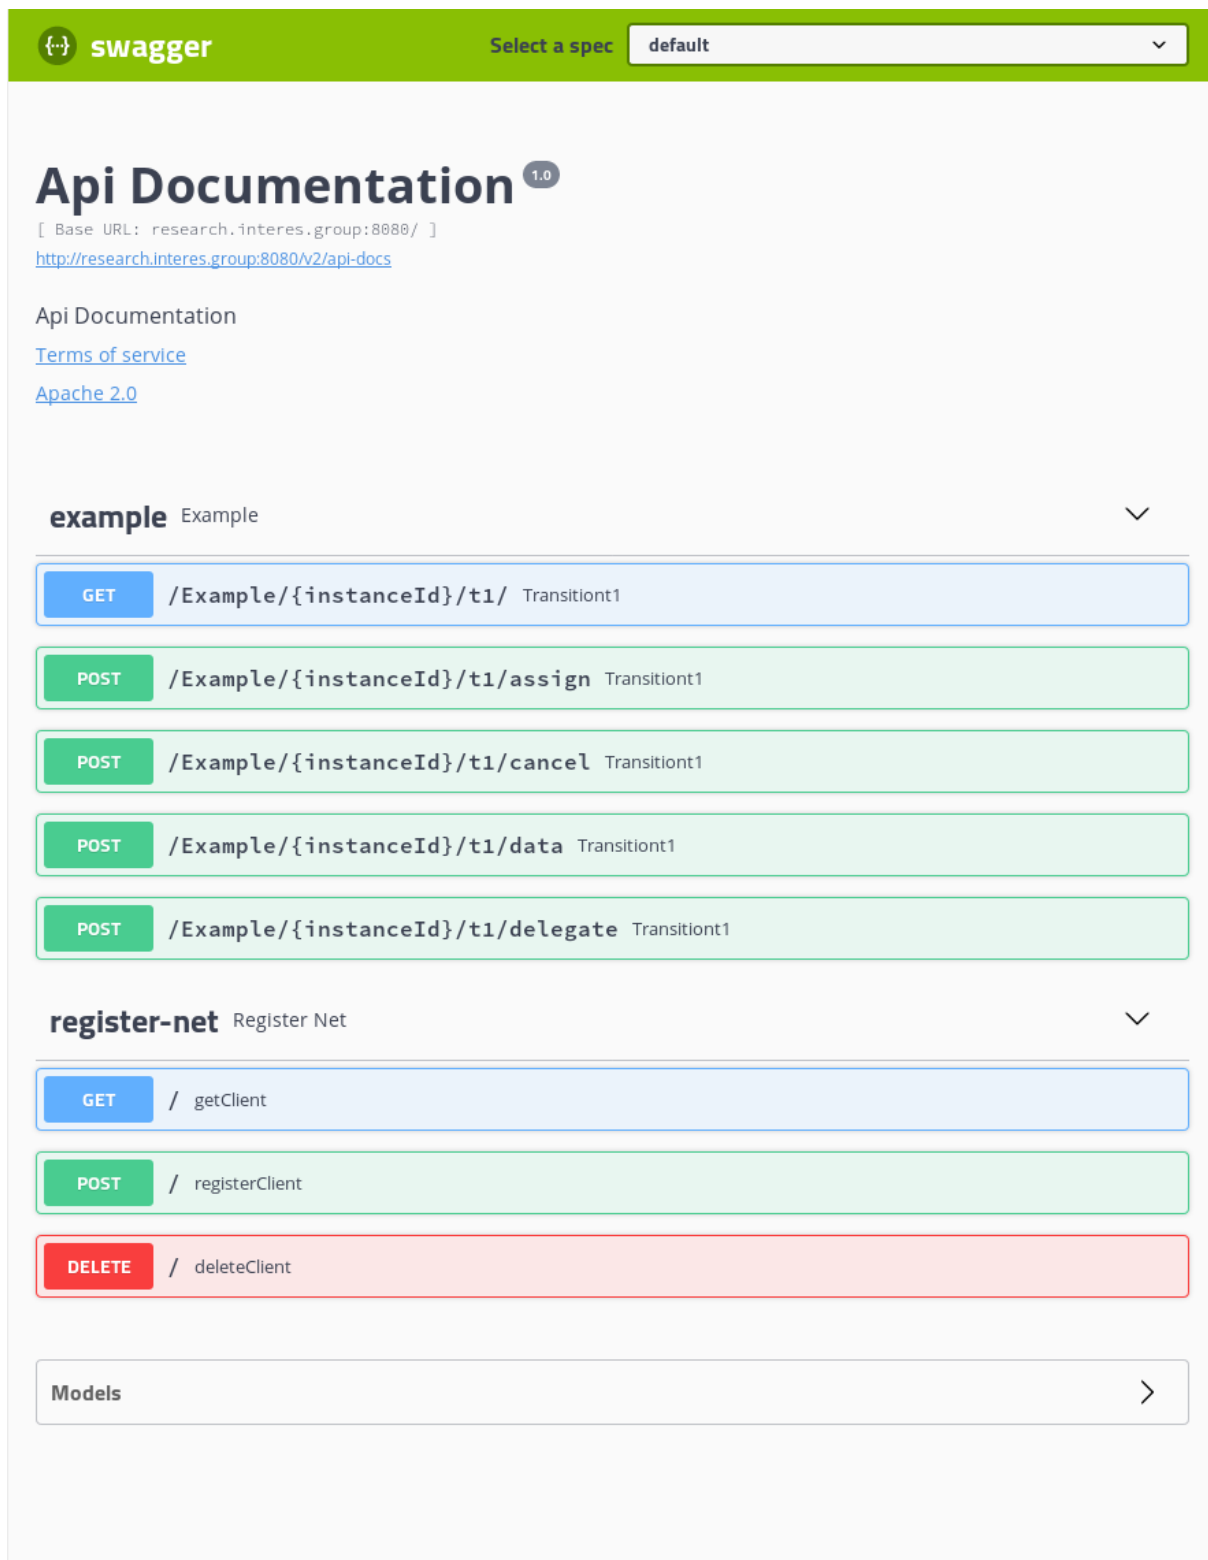 {···} swagger Select a spec default
Api Documentation 1.0
[ Base URL: research.interes.group:8080/ ]
http://research.interes.group:8080/v2/api-docs
Api Documentation
Terms of service
Apache 2.0
example Example
GET /Example/{instanceId}/t1/ Transitiont1
POST /Example/{instanceId}/t1/assign Transitiont1
POST /Example/{instanceId}/t1/cancel Transitiont1
POST /Example/{instanceId}/t1/data Transitiont1
POST /Example/{instanceId}/t1/delegate Transitiont1
register-net Register Net
GET / getClient
POST / registerClient
DELETE / deleteClient
Models